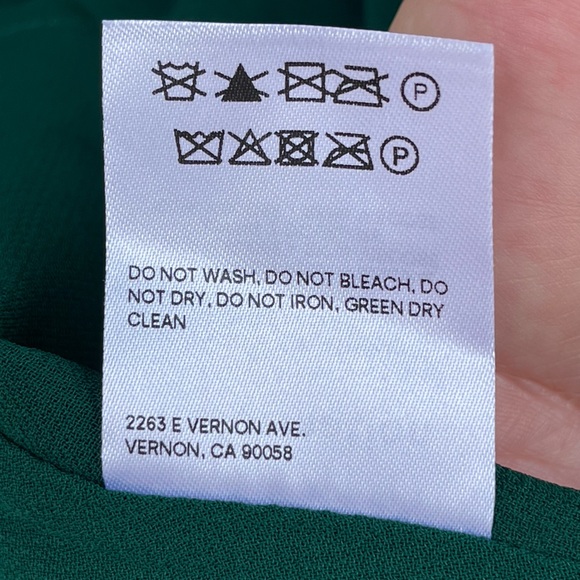 P
P
DO NOT WASH, DO NOT BLEACH, DO
NOT DRY, DO NOT IRON, GREEN DRY
CLEAN
2263 E VERNON AVE.
VERNON, CA 90058